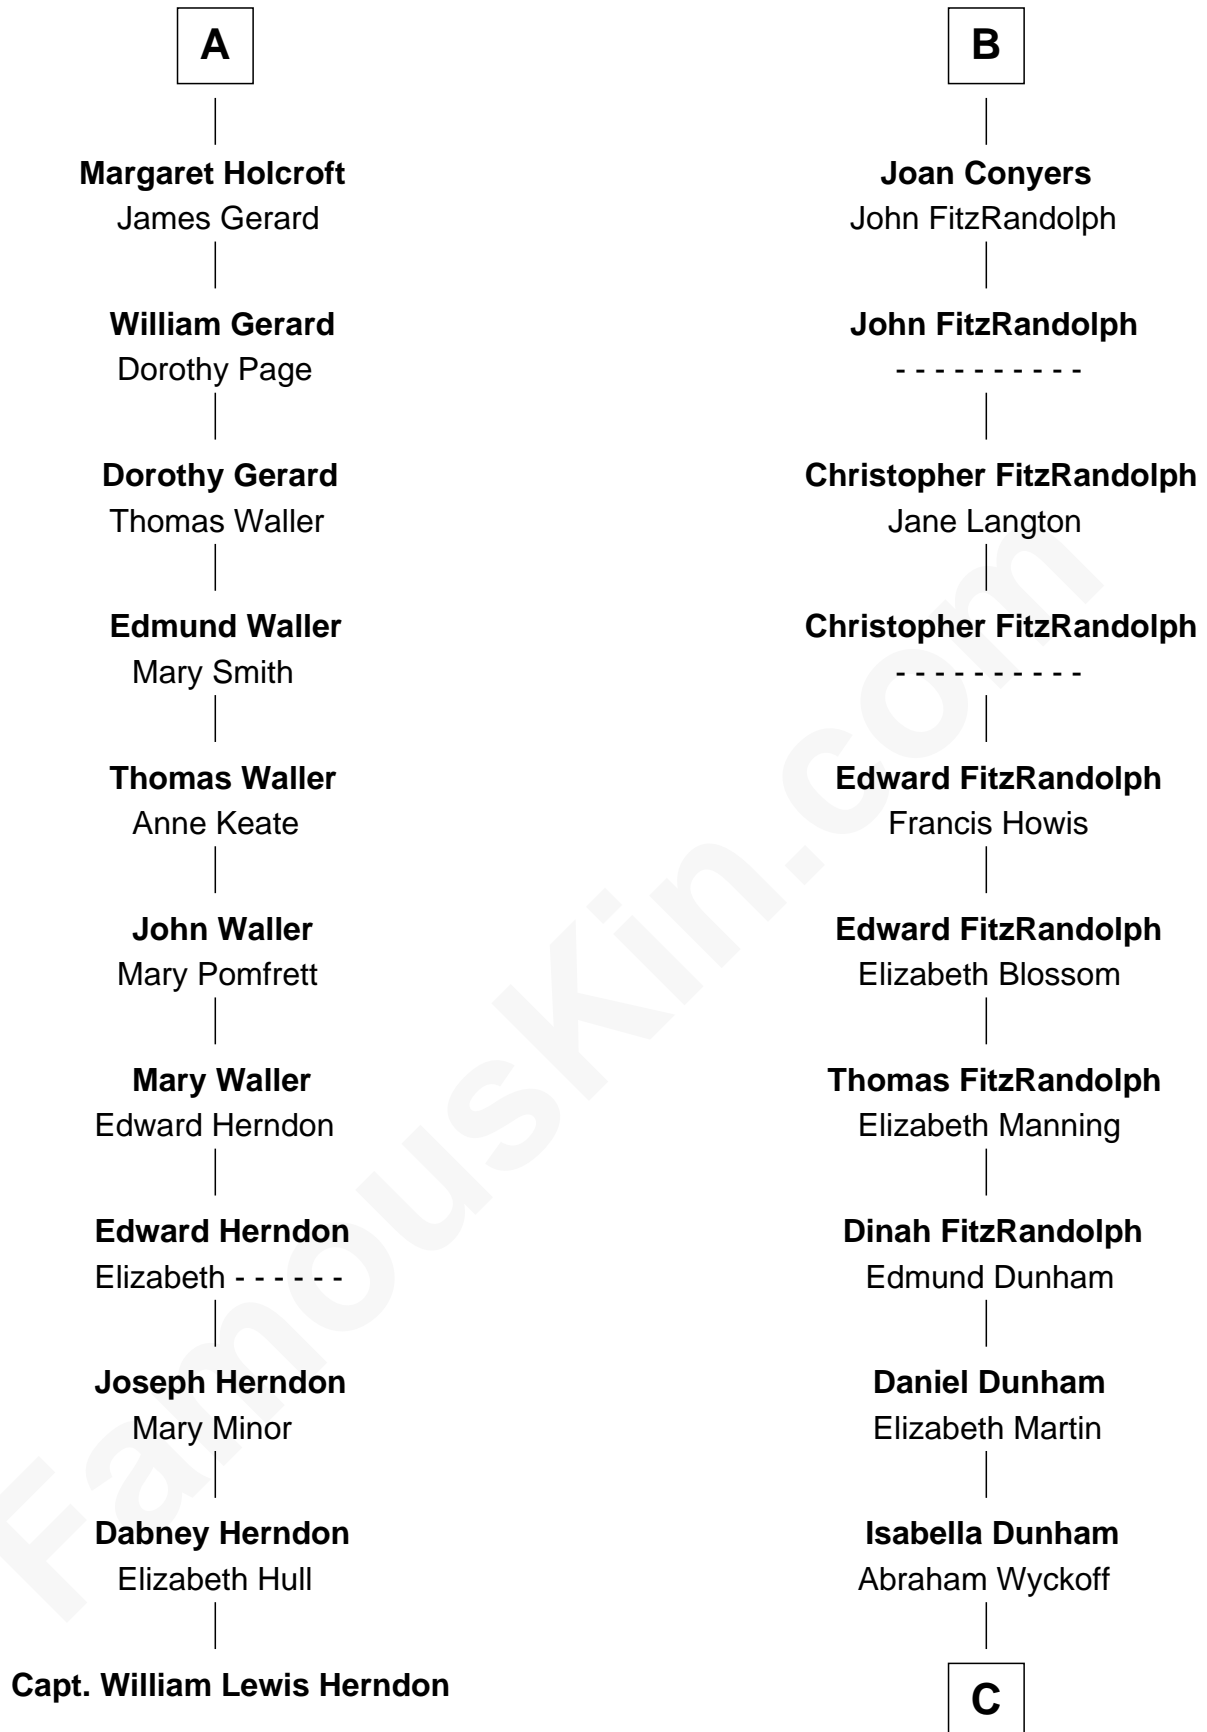 A
Margaret Holcroft
James Gerard
William Gerard
Dorothy Page
Dorothy Gerard
Thomas Waller
Edmund Waller
Mary Smith
Thomas Waller
Anne Keate
John Waller
Mary Pomfrett
Mary Waller
Edward Herndon
Edward Herndon
Elizabeth - - - - - -
Joseph Herndon
Mary Minor
Dabney Herndon
Elizabeth Hull
Capt. William Lewis Herndon
B
Joan Conyers
John FitzRandolph
John FitzRandolph
- - - - - - - - - -
Christopher FitzRandolph
Jane Langton
Christopher FitzRandolph
- - - - - - - - - -
Edward FitzRandolph
Francis Howis
Edward FitzRandolph
Elizabeth Blossom
Thomas FitzRandolph
Elizabeth Manning
Dinah FitzRandolph
Edmund Dunham
Daniel Dunham
Elizabeth Martin
Isabella Dunham
Abraham Wyckoff
C
FamousKin.com